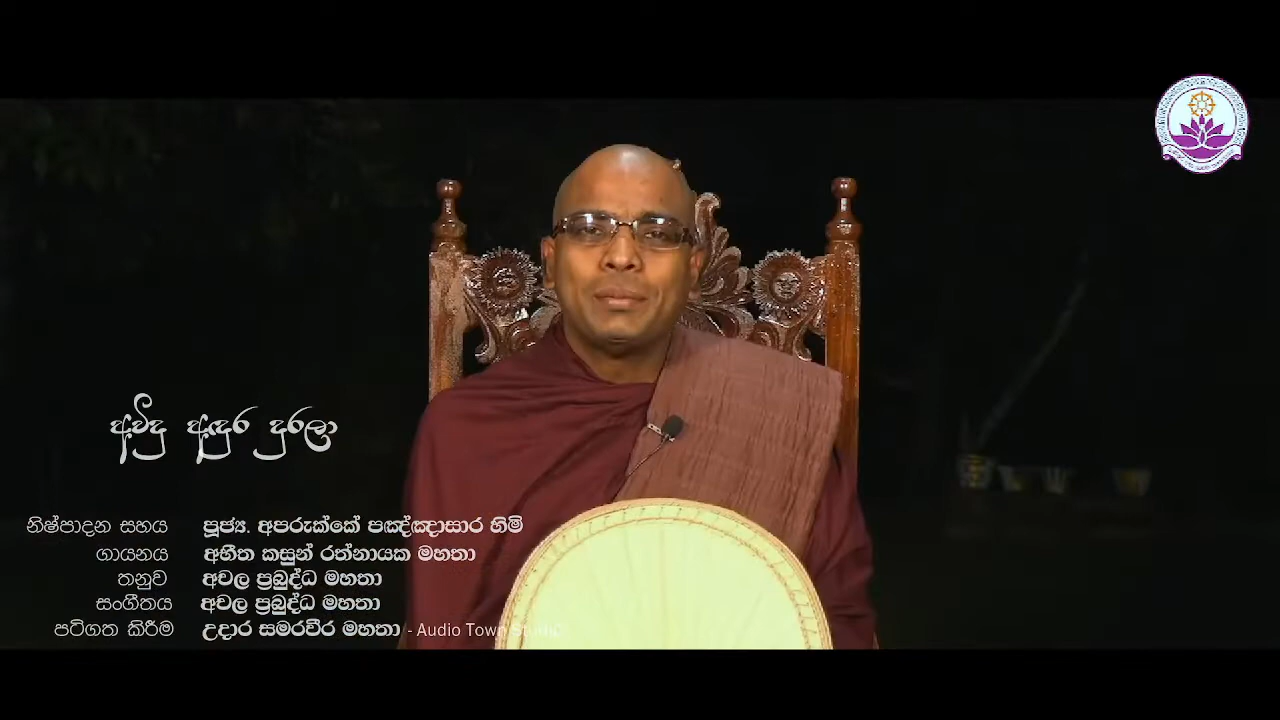 අවිදු අඳුර දුරලා
නිෂ්පාදන සහය පූජ්‍ය. අපරුක්කේ පඤ්ඤාසාර හිමි
ගායනය අභීත කසුන් රත්නායක මහතා
තනුව අචල ප්‍රබුද්ධ මහතා
සංගීතය අචල ප්‍රබුද්ධ මහතා
පටිගත කිරීම උදාර සමරවීර මහතා - Audio Town Studio